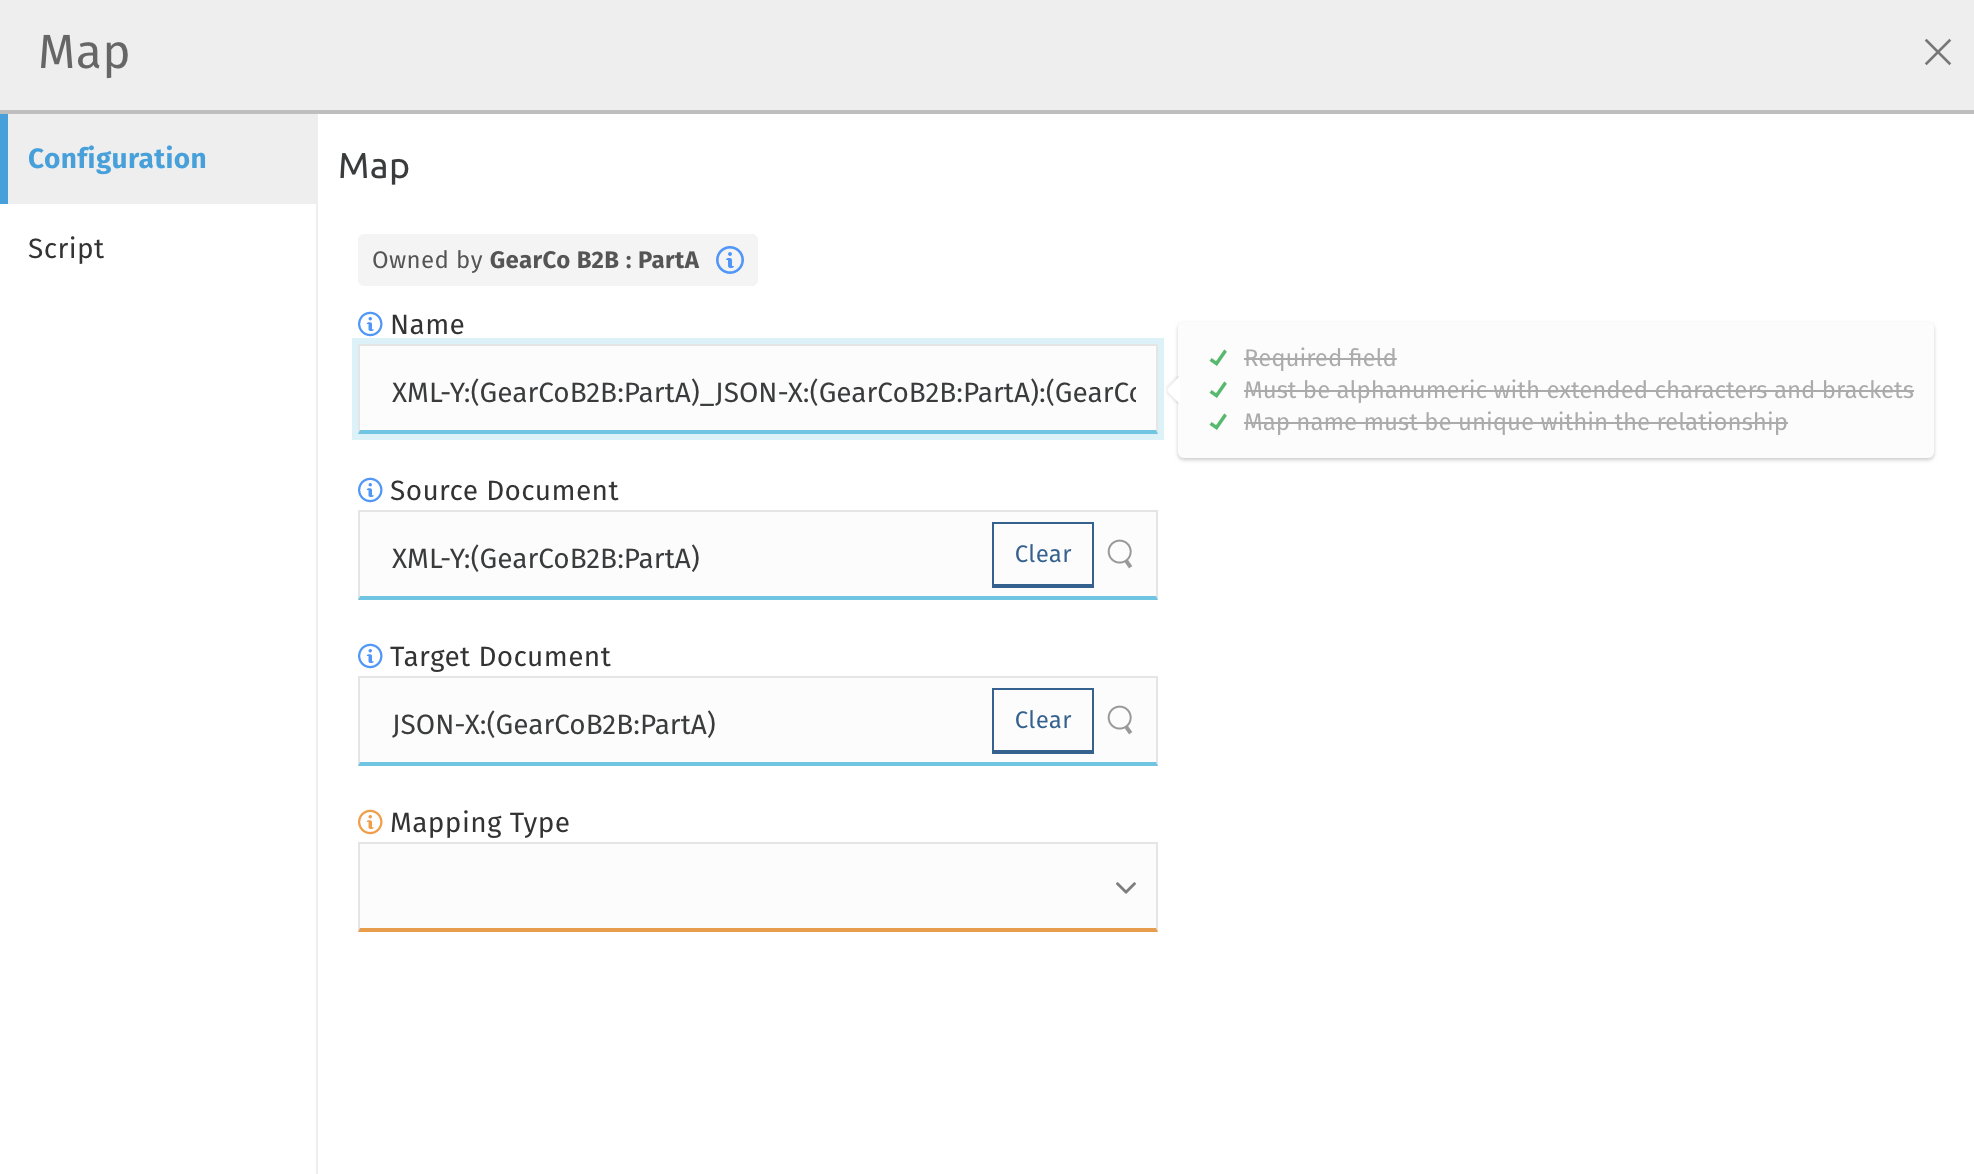 Map
Configuration
Script
Map
Owned by GearCo B2B : PartA
Name
XML-Y:(GearCoB2B:PartA)_JSON-X:(GearCoB2B:PartA):(GearCo
Required field
Must be alphanumeric with extended characters and brackets
Map name must be unique within the relationship
Source Document
XML-Y:(GearCoB2B:PartA)
Clear
Target Document
JSON-X:(GearCoB2B:PartA)
Clear
Mapping Type